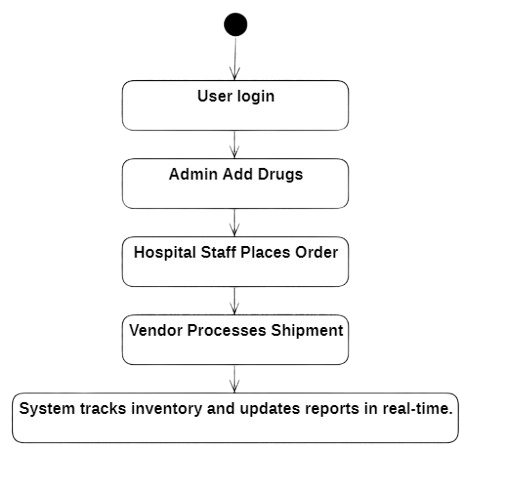 User login
Admin Add Drugs
Hospital Staff Places Order
Vendor Processes Shipment
System tracks inventory and updates reports in real-time.